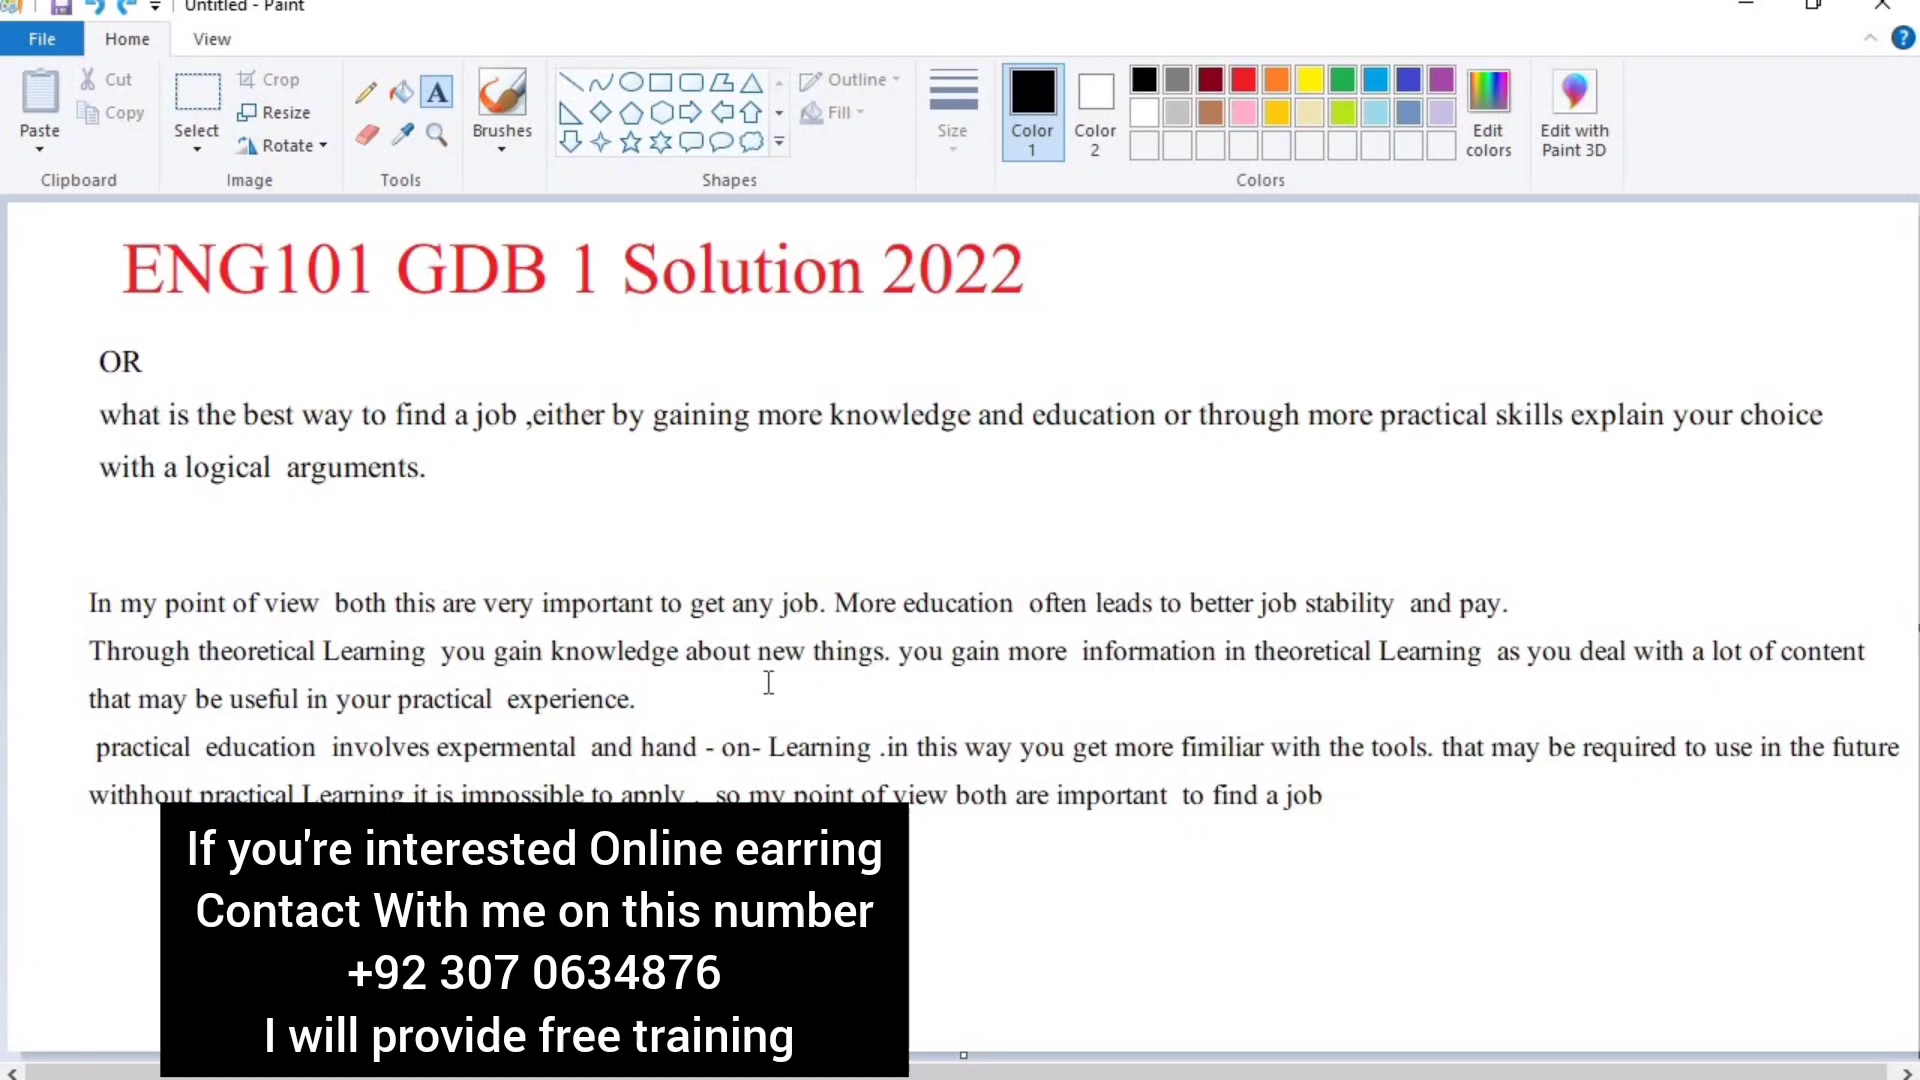 Untitled - Paint
File Home View
Paste
Cut
Copy
Clipboard
Select
Crop
Resize
Rotate
Image
A
Tools
Brushes
Shapes
Outline
Fill
Size
Color 1
Color 2
Colors
Edit colors
Edit with Paint 3D
ENG101 GDB 1 Solution 2022
OR
what is the best way to find a job ,either by gaining more knowledge and education or through more practical skills explain your choice
with a logical arguments.
In my point of view both this are very important to get any job. More education often leads to better job stability and pay.
Through theoretical Learning you gain knowledge about new things. you gain more information in theoretical Learning as you deal with a lot of content
that may be useful in your practical experience.
practical education involves expermental and hand - on- Learning .in this way you get more fimiliar with the tools. that may be required to use in the future
withhout practical Learning it is impossible to apply . so my point of view both are important to find a job
If you're interested Online earring
Contact With me on this number
+92 307 0634876
I will provide free training